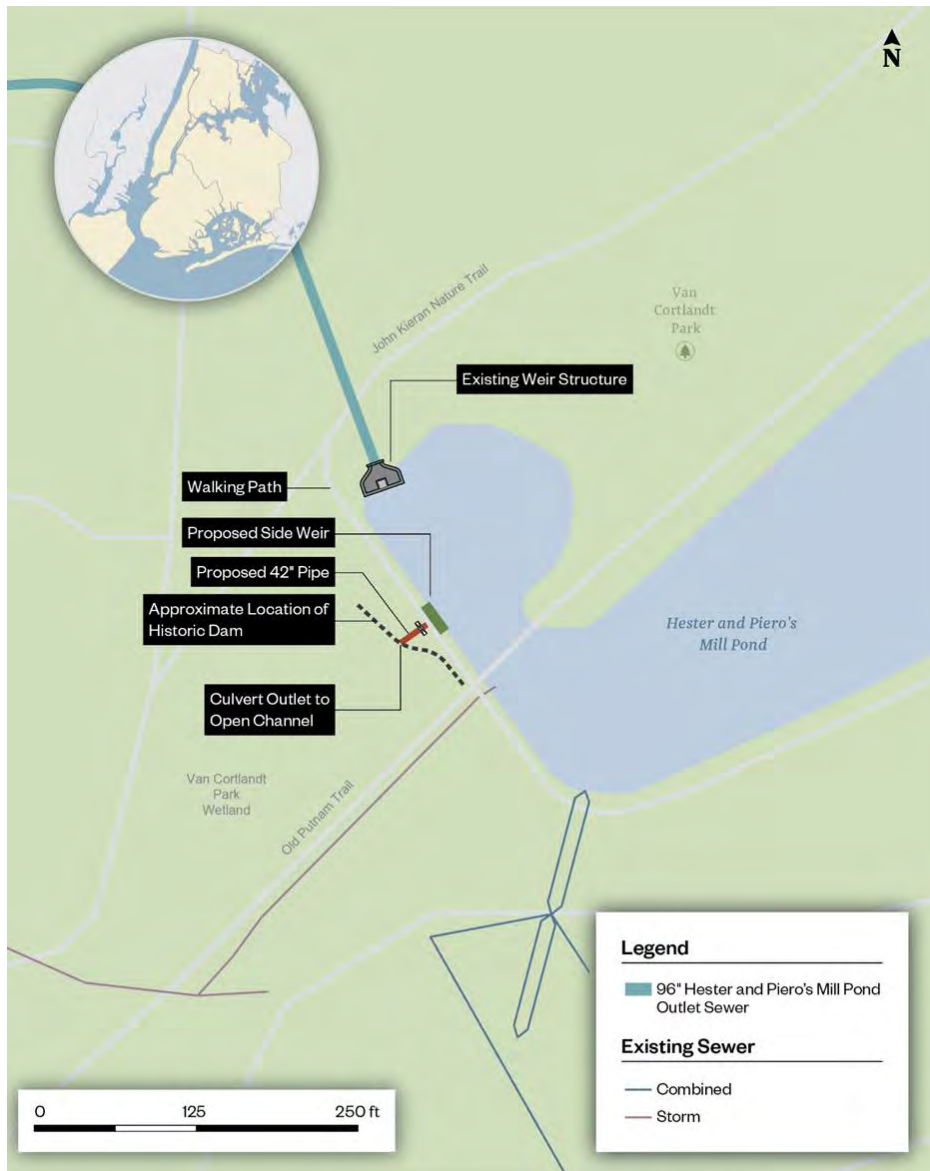 N
John Kieran Nature Trail
Van
Cortlandt
Park
Existing Weir Structure
Walking Path
Proposed Side Weir
Proposed 42" Pipe
Approximate Location of
Historic Dam
Hester and Piero's
Mill Pond
Culvert Outlet to
Open Channel
Van Cortlandt
Park
Wetland
Old Putnam Trail
Legend
96" Hester and Piero's Mill Pond
Outlet Sewer
Existing Sewer
Combined
Storm
0 125 250 ft